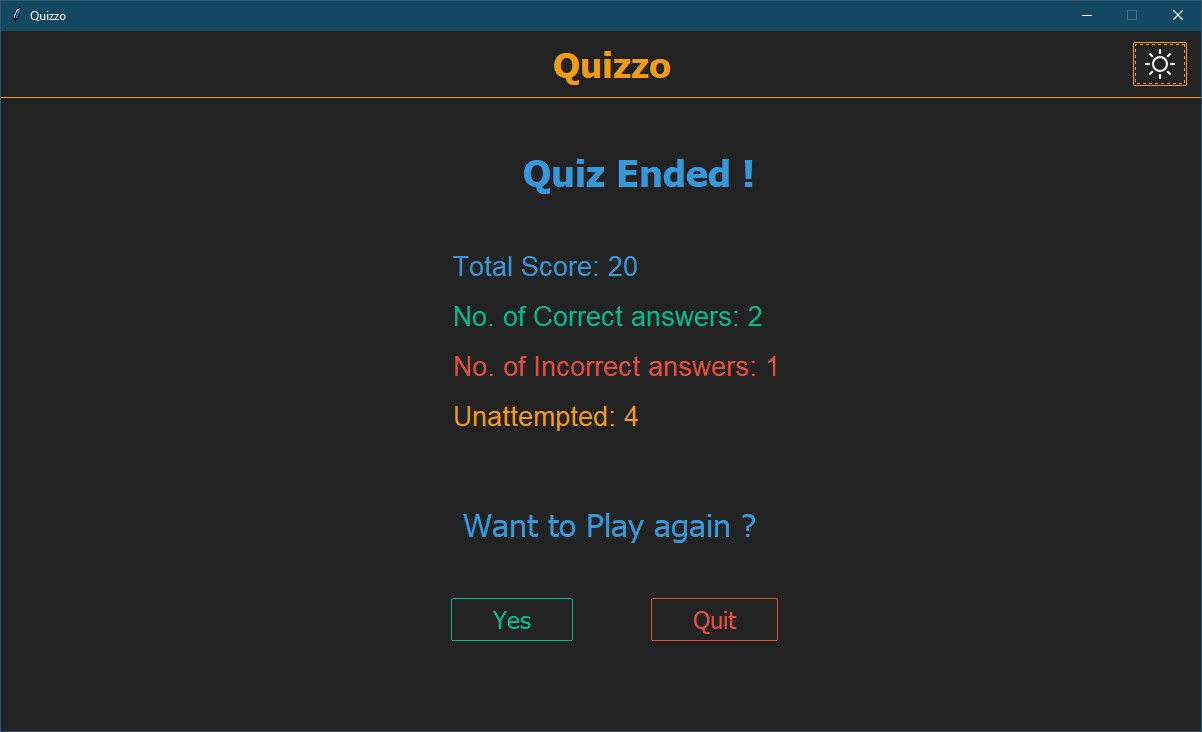 Quizzo
Quizzo
Quiz Ended !
Total Score: 20
No. of Correct answers: 2
No. of Incorrect answers: 1
Unattempted: 4
Want to Play again ?
Yes
Quit